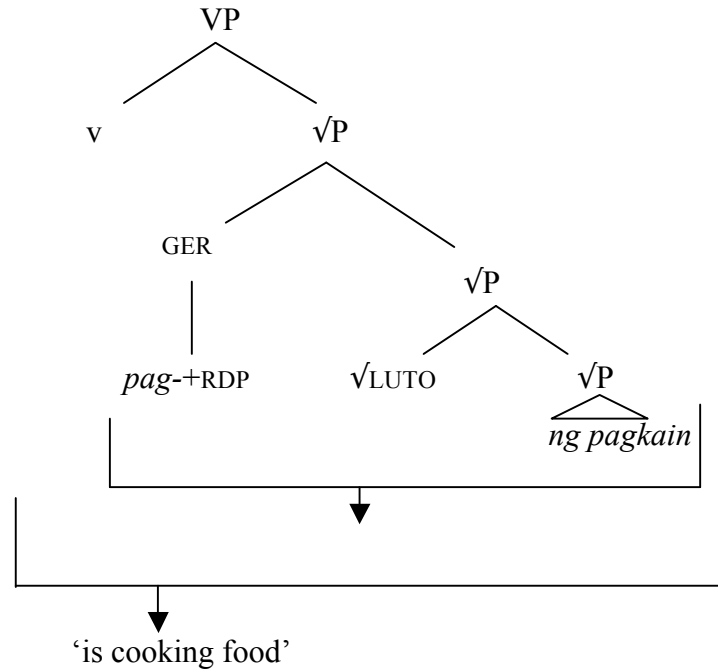 VP
v √P
GER
√P
pag-+RDP √LUTO √P
ng pagkain
‘is cooking food’